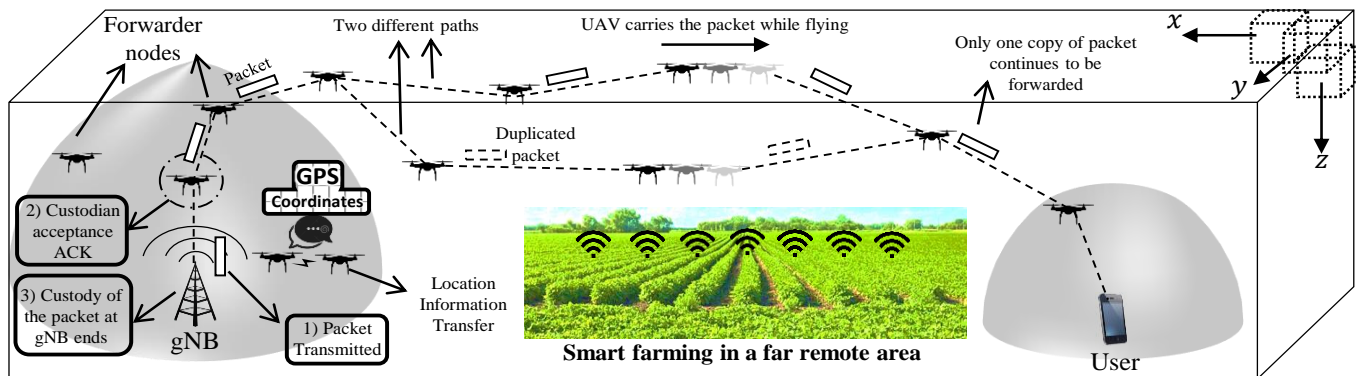 Forwarder
nodes
Packet
Two different paths
UAV carries the packet while flying
Only one copy of packet
continues to be
forwarded
x
y
z
Duplicated
packet
GPS
Coordinates
2) Custodian
acceptance
ACK
3) Custody of
the packet at
gNB ends
gNB
1) Packet
Transmitted
Location
Information
Transfer
Smart farming in a far remote area
User